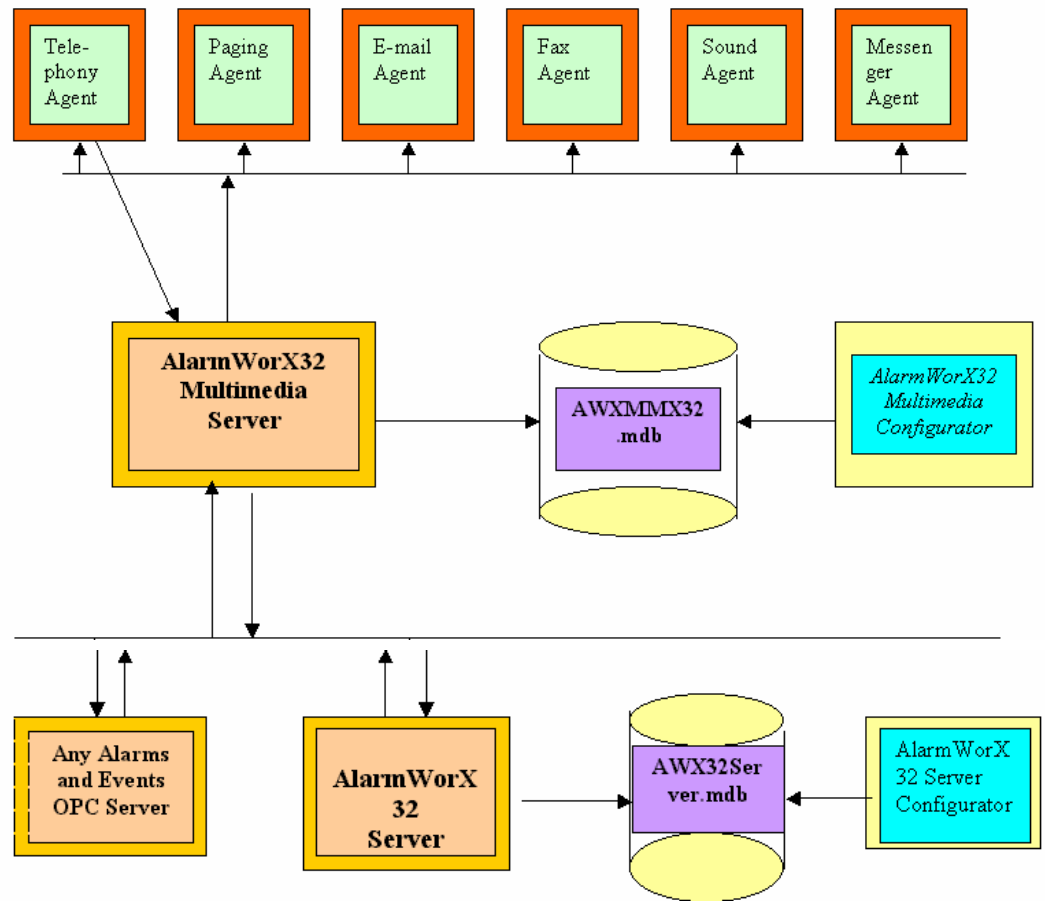 Tele-
phony
Agent
Paging
Agent
E-mail
Agent
Fax
Agent
Sound
Agent
Messen
ger
Agent
AlarmWorX32
Multimedia
Server
AWXMMX32
.mdb
AlarmWorX32
Multimedia
Configurator
Any Alarms
and Events
OPC Server
AlarmWorX
32
Server
AWX32Ser
ver.mdb
AlarmWorX
32 Server
Configurator